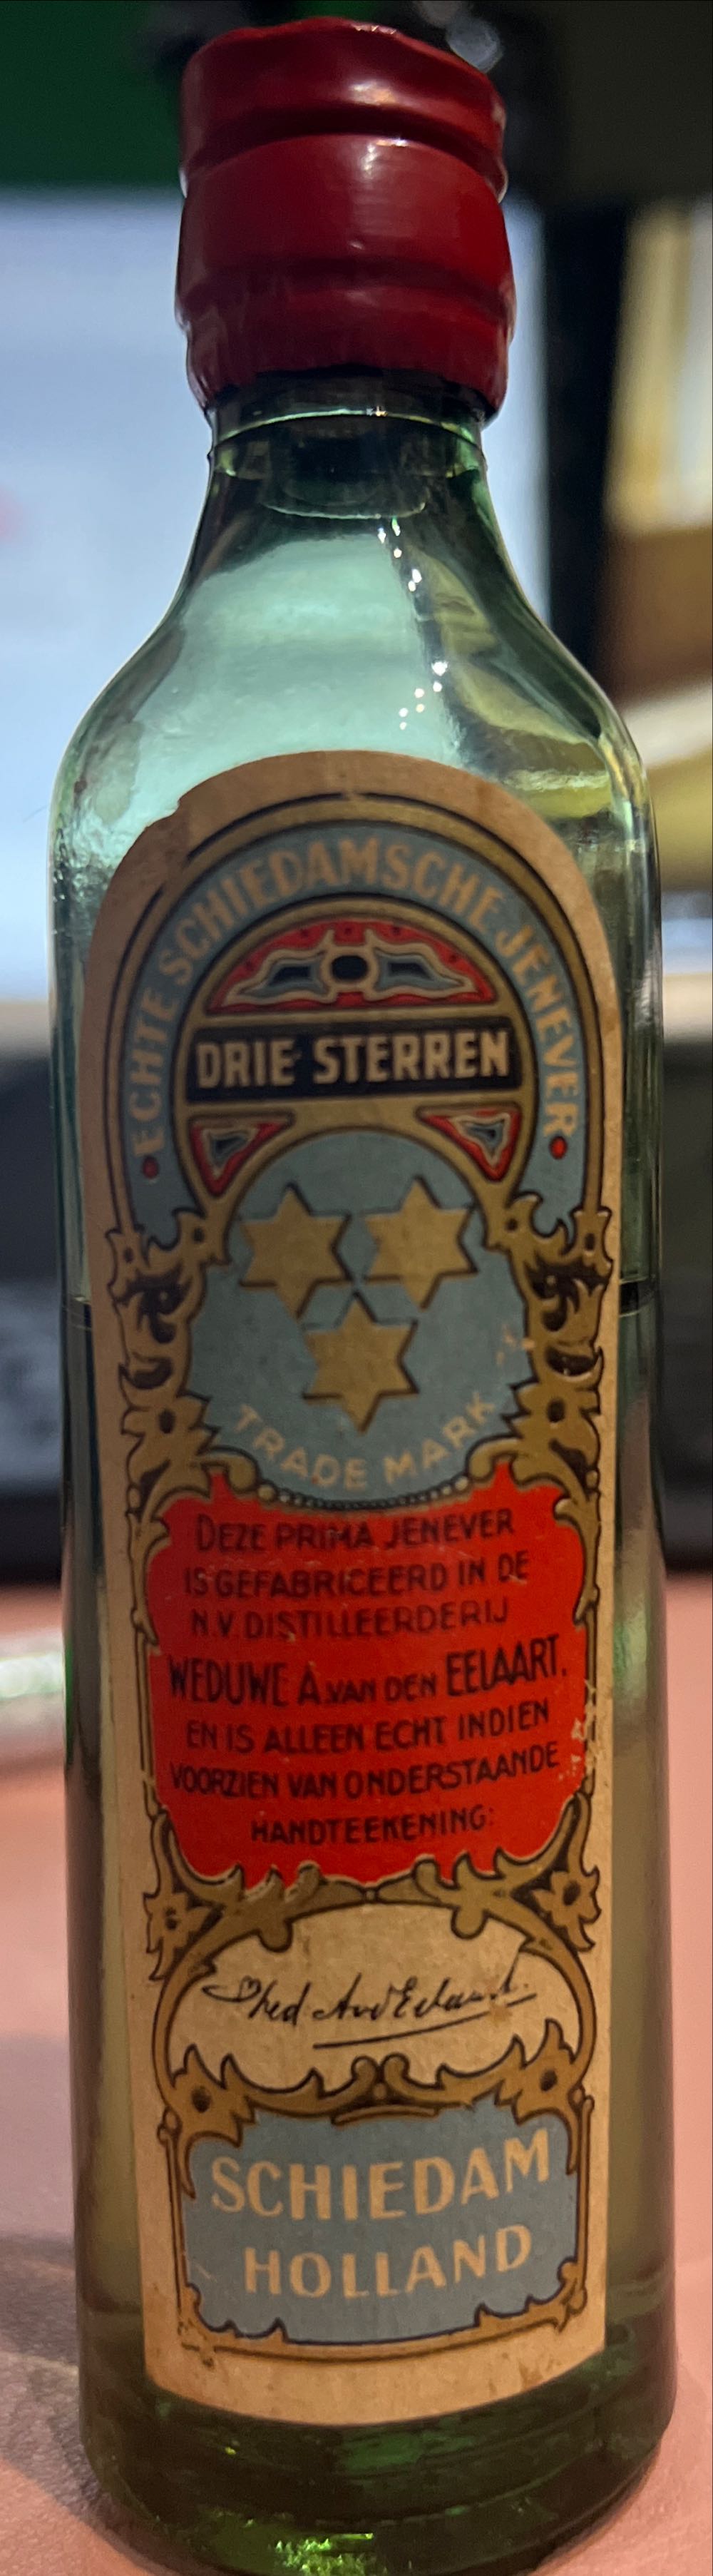 ECHTE SCHIEDAMSCHE JENEVER
DRIE STERREN
TRADE MARK
DEZE PRIMA JENEVER
IS GEFABRICEERD IN DE
N.V. DISTILLEERDERIJ
WEDUWE A. VAN DEN EELAART.
EN IS ALLEEN ECHT INDIEN
VOORZIEN VAN ONDERSTAANDE
HANDTEEKENING:
SCHIEDAM
HOLLAND